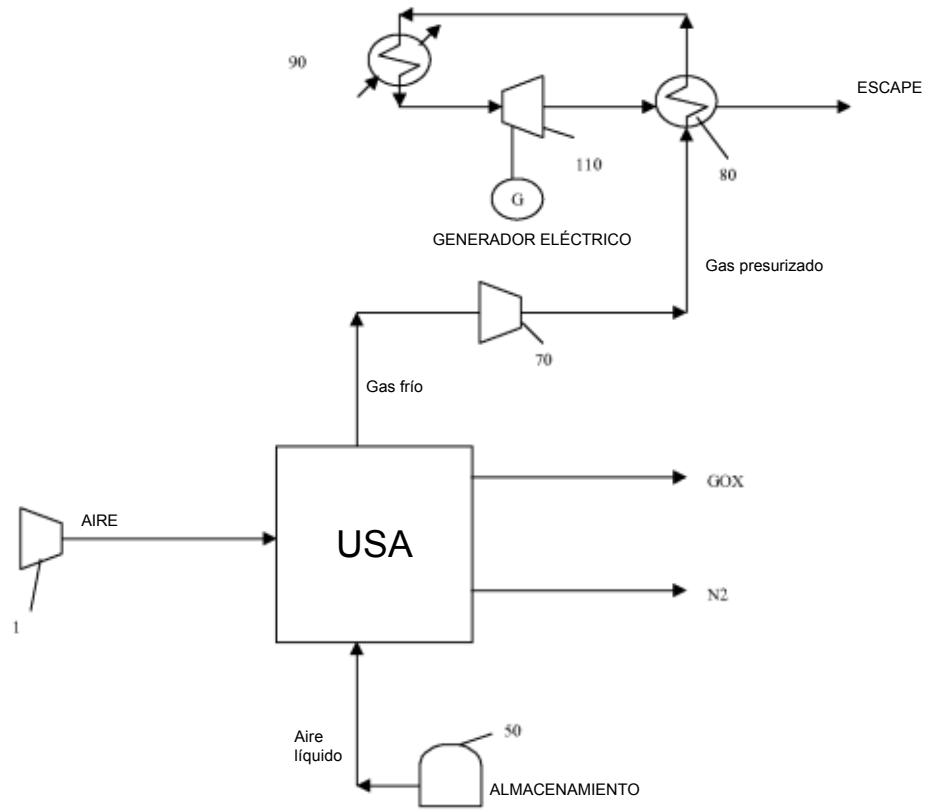 90
ESCAPE
110
80
G
GENERADOR ELÉCTRICO
Gas presurizado
70
Gas frío
GOX
AIRE
USA
N2
1
Aire
líquido
50
ALMACENAMIENTO